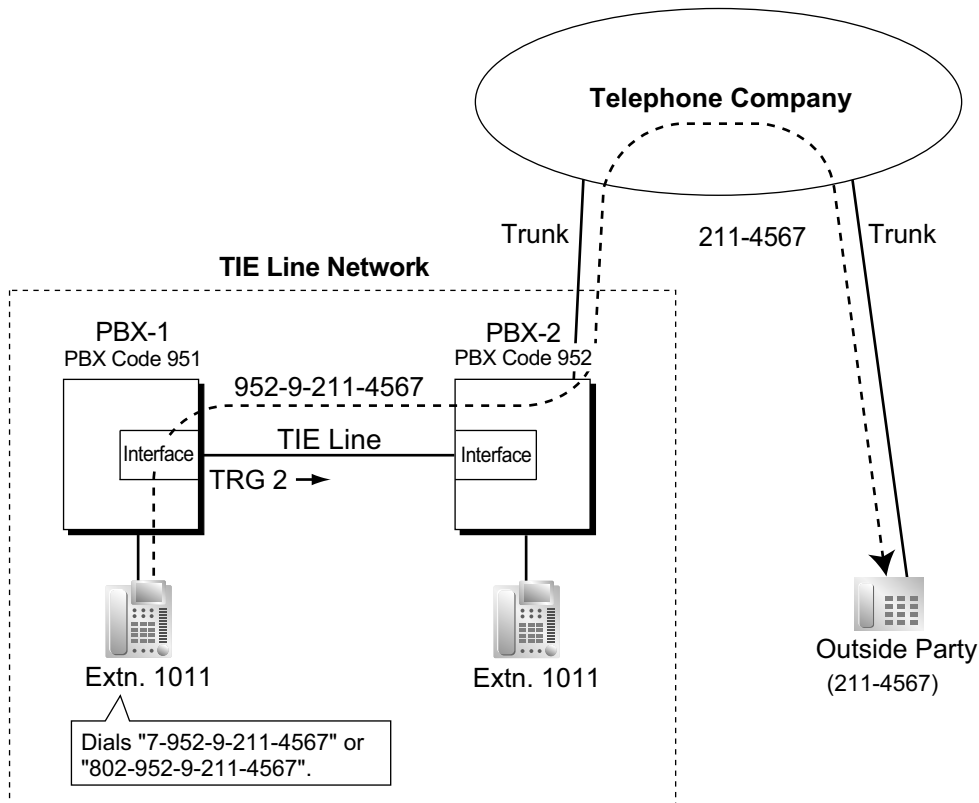 Telephone Company
Trunk
211-4567
Trunk
TIE Line Network
PBX-1
PBX Code 951
PBX-2
PBX Code 952
952-9-211-4567
Interface
TIE Line
Interface
TRG 2 →
Extn. 1011
Extn. 1011
Outside Party
(211-4567)
Dials "7-952-9-211-4567" or
"802-952-9-211-4567".